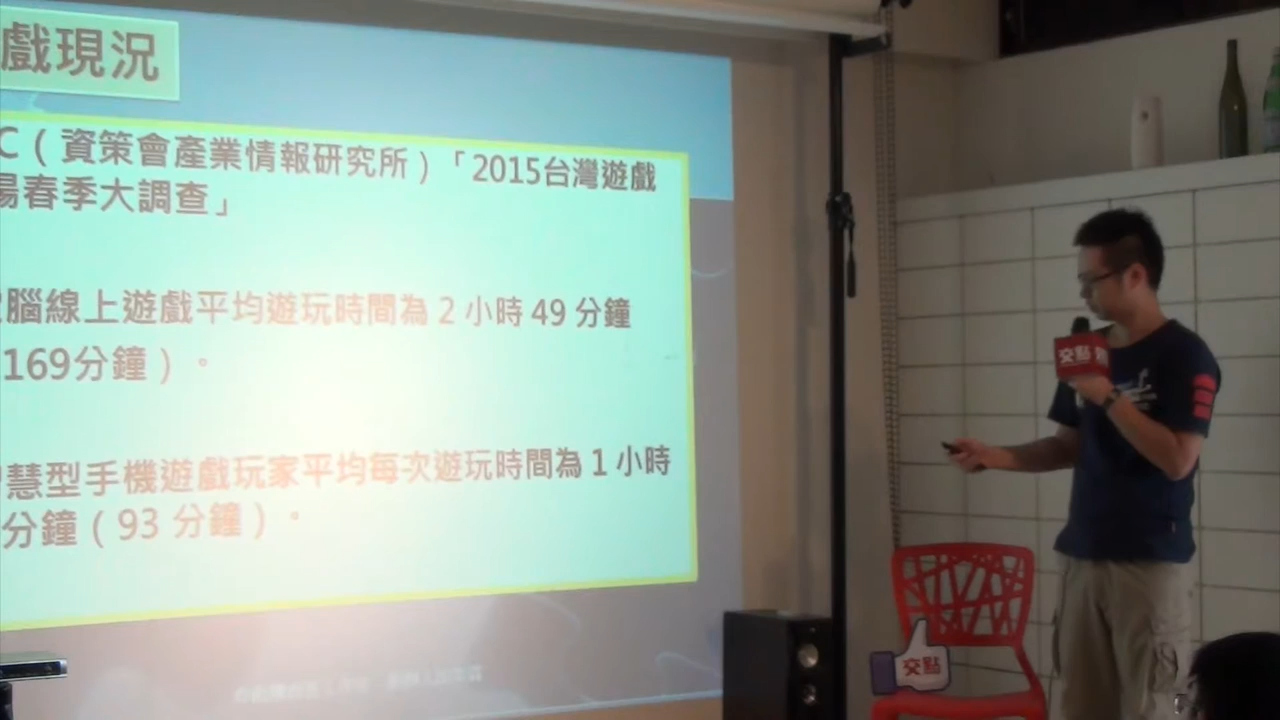 戲現況
C（資策會產業情報研究所）「2015台灣遊戲
場春季大調查」
腦線上遊戲平均遊玩時間為 2 小時 49 分鐘
169分鐘）。
慧型手機遊戲玩家平均每次遊玩時間為 1 小時
分鐘（93 分鐘）。
交點
交點